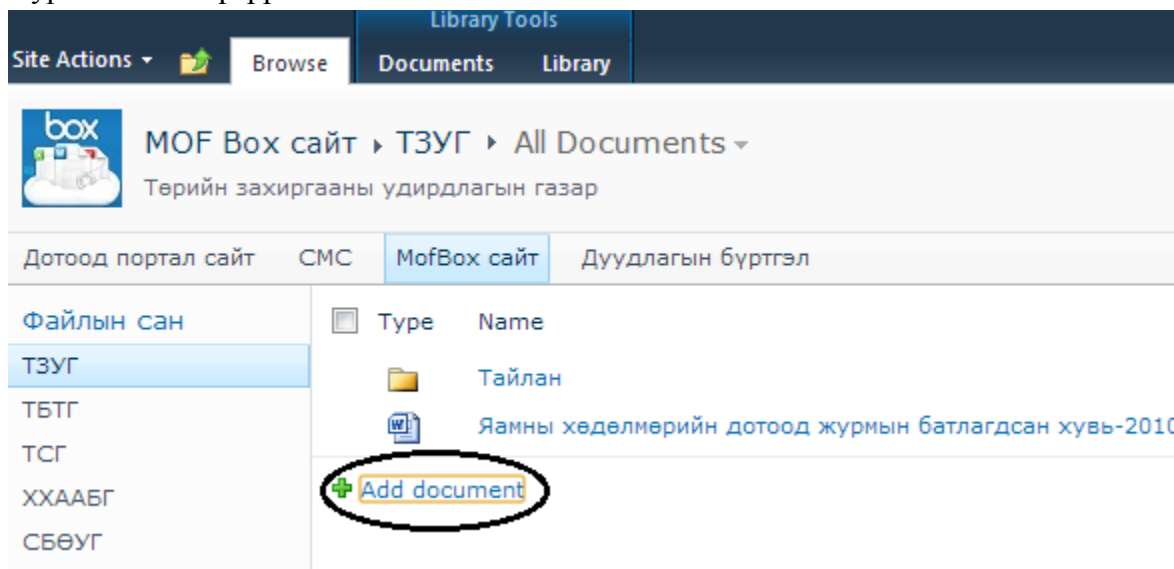 Library Tools
Site Actions Browse Documents Library
box
MOF Box сайт ТЗУГ All Documents
Төрийн захиргааны удирдлагын газар
Дотоод портал сайт СМС MofBox сайт Дуудлагын бүртгэл
Файлын сан Type Name
ТЗУГ
Тайлан
ТБТГ
Яамны хөдөлмөрийн дотоод журмын батлагдсан хувь-2010
ТСГ
Add document
ХХААБГ
СБӨУГ